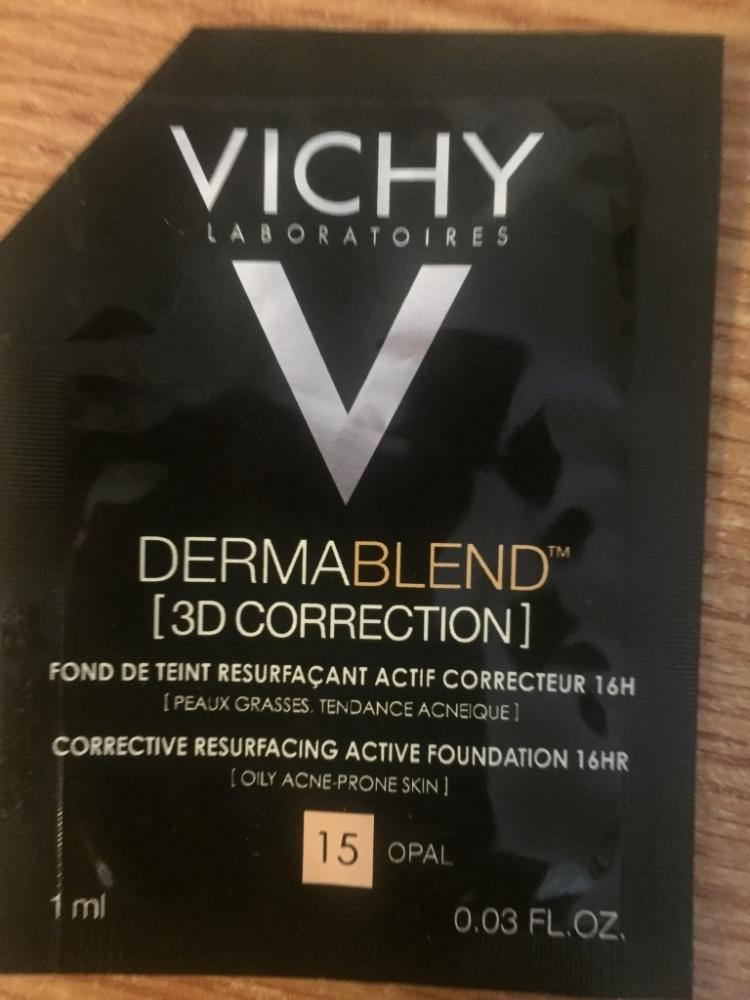 VICHY
LABORATOIRES
V
DERMABLEND™
[3D CORRECTION]
FOND DE TEINT RESURFAÇANT ACTIF CORRECTEUR 16H
[PEAUX GRASSES, TENDANCE ACNEIQUE]
CORRECTIVE RESURFACING ACTIVE FOUNDATION 16HR
[OILY ACNE-PRONE SKIN]
15 OPAL
1 ml 0.03 FL.OZ.